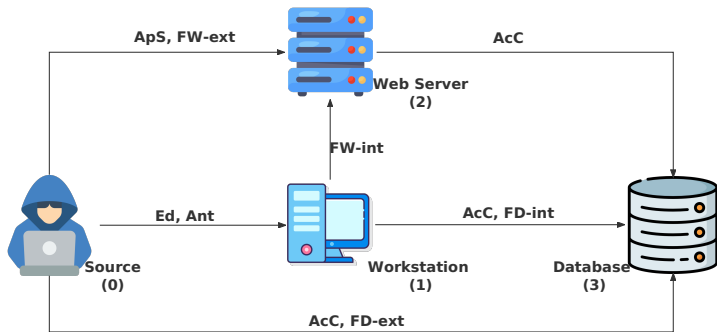 ApS, FW-ext
AcC
Web Server
(2)
FW-int
Ed, Ant
AcC, FD-int
Source
(0)
Workstation
(1)
Database
(3)
AcC, FD-ext